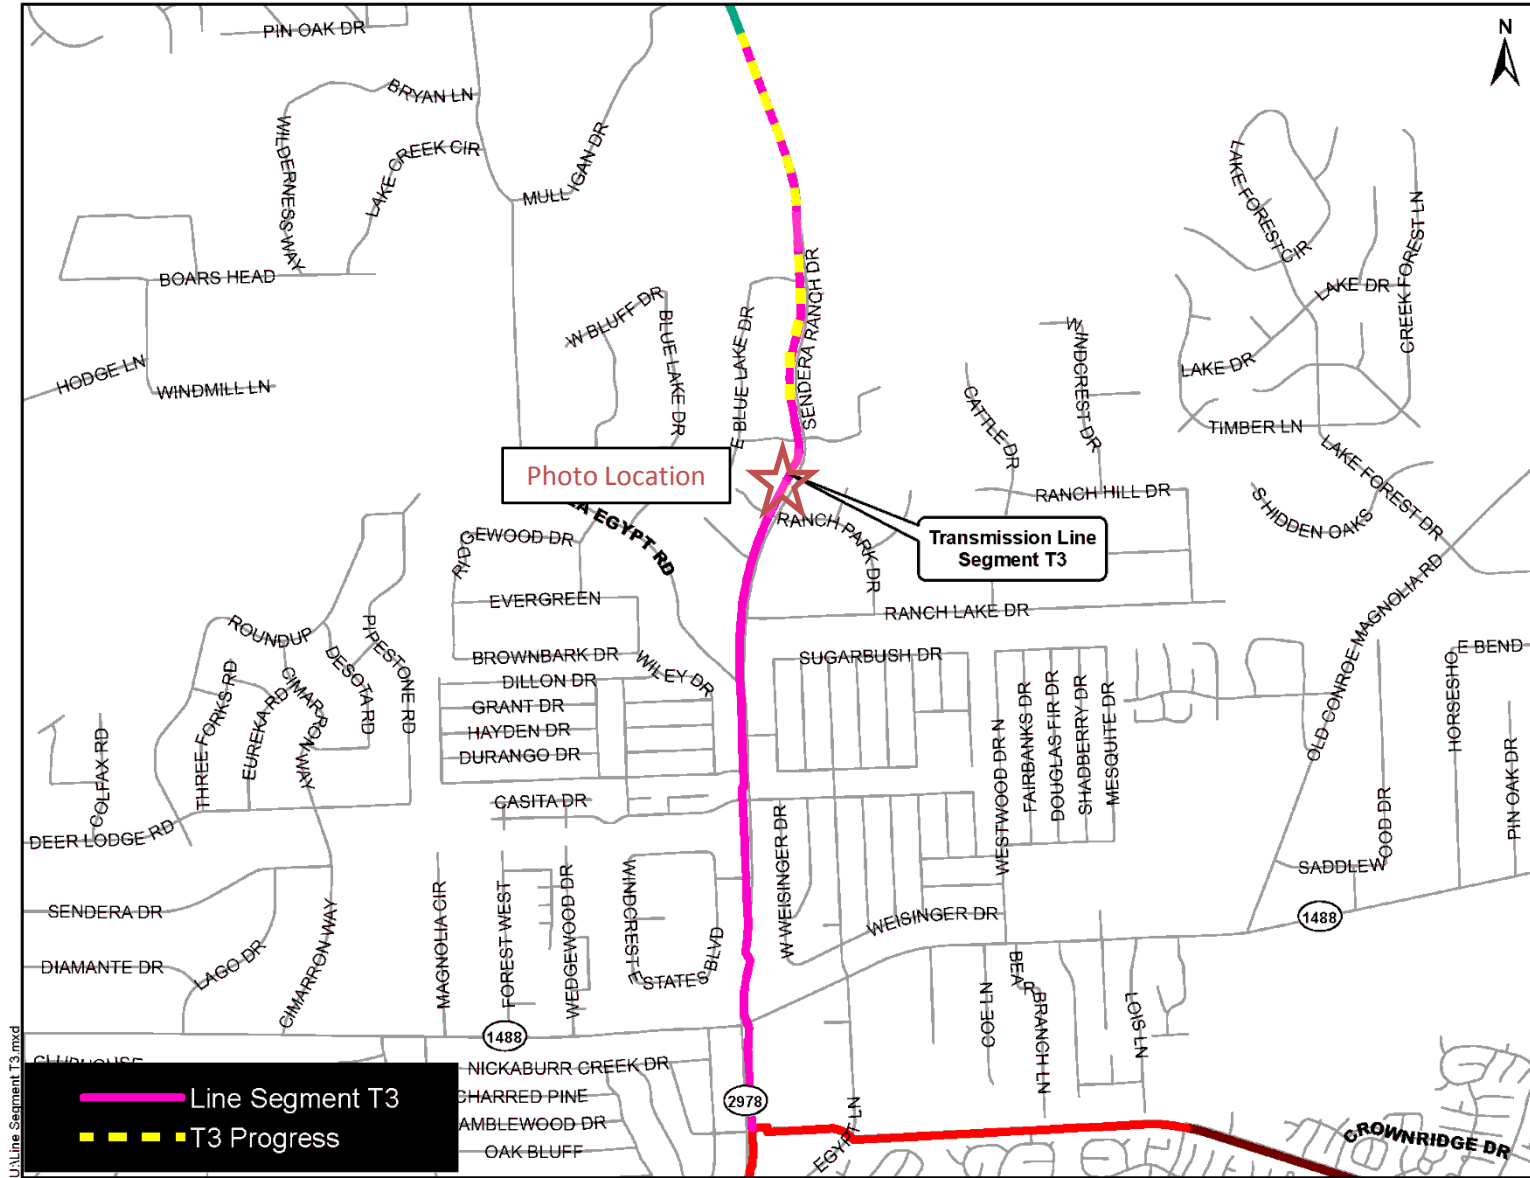 PIN OAK DR
N
BRYAN LN
WILDERNESS WAY
LAKE CREEK CIR
MULLIGAN DR
LAKE FOREST CIR
CREEK FOREST LN
BOARS HEAD
LAKE DR
W BLUFF DR
BLUE LAKE DR
E BLUE LAKE DR
SENDERA RANCH DR
W WINDCREST DR
HODGE LN
WINDMILL LN
LAKE DR
CATTLE DR
TIMBER LN
LAKE FOREST DR
Photo Location
RANCH HILL DR
S HIDDEN OAKS
EGYPT RD
RANCH PARK DR
Transmission Line
Segment T3
RIDGEWOOD DR
EVERGREEN
RANCH LAKE DR
OLD CONROE MAGNOLIA RD
ROUNDUP
PIPESTONE RD
DESOTA RD
CIMARRON WAY
THREE FORKS RD
EUREKA RD
BROWNBARK DR
WILEY DR
SUGARBUSH DR
E BEND
HORSESHO
DILLON DR
GRANT DR
HAYDEN DR
DURANGO DR
WESTWOOD DR N
FAIRBANKS DR
DOUGLAS FIR DR
SHADBERRY DR
MESQUITE DR
COLFAX RD
CASITA DR
PIN OAK DR
DEER LODGE RD
W WEISINGER DR
SADDLEWOOD DR
SENDERA DR
MAGNOLIA CIR
FOREST WEST
WEDGEWOOD DR
WINDCREST E
STATES BLVD
WEISINGER DR
1488
DIAMANTE DR
LAGO DR
CIMARRON WAY
COE LN
BEAR BRANCH LN
LOIS LN
1488
CLUBHOUSE
NICKABURR CREEK DR
CHARRED PINE
2978
AMBLEWOOD DR
OAK BLUFF
EGYPT LN
CROWNRIDGE DR
Line Segment T3
T3 Progress
U:\Line Segment T3.mxd